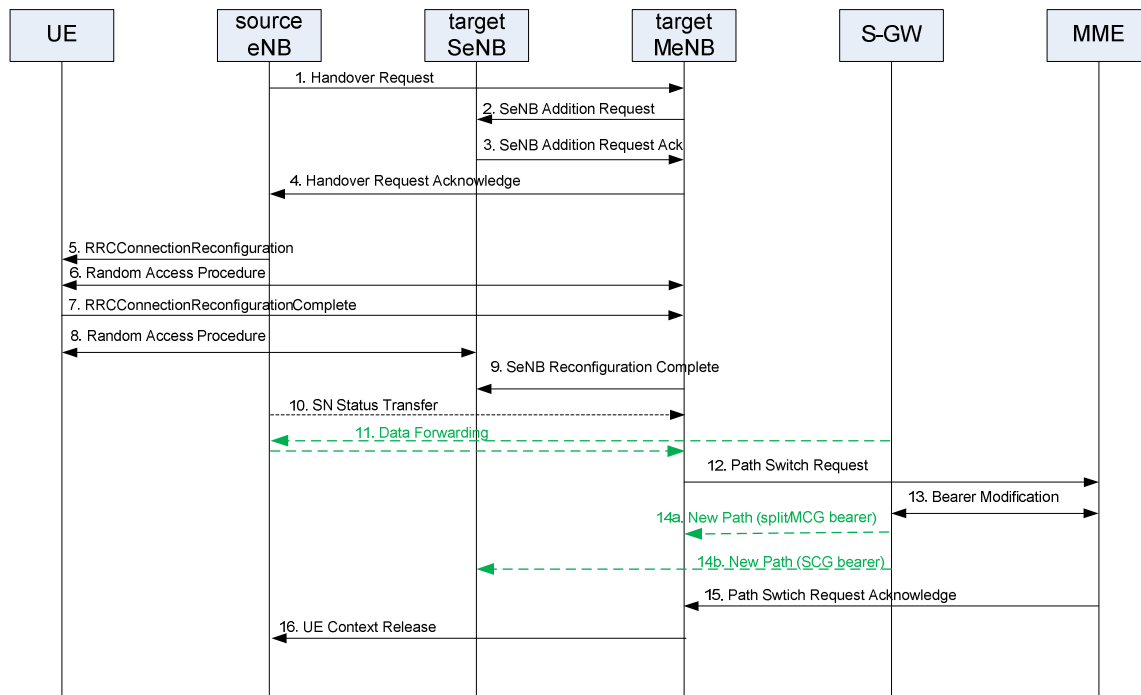 UE
source
eNB
target
SeNB
target
MeNB
S-GW
MME
1. Handover Request
2. SeNB Addition Request
3. SeNB Addition Request Ack
4. Handover Request Acknowledge
5. RRCConnectionReconfiguration
6. Random Access Procedure
7. RRCConnectionReconfigurationComplete
8. Random Access Procedure
9. SeNB Reconfiguration Complete
10. SN Status Transfer
11. Data Forwarding
12. Path Switch Request
13. Bearer Modification
14a. New Path (split/MCG bearer)
14b. New Path (SCG bearer)
15. Path Swtich Request Acknowledge
16. UE Context Release